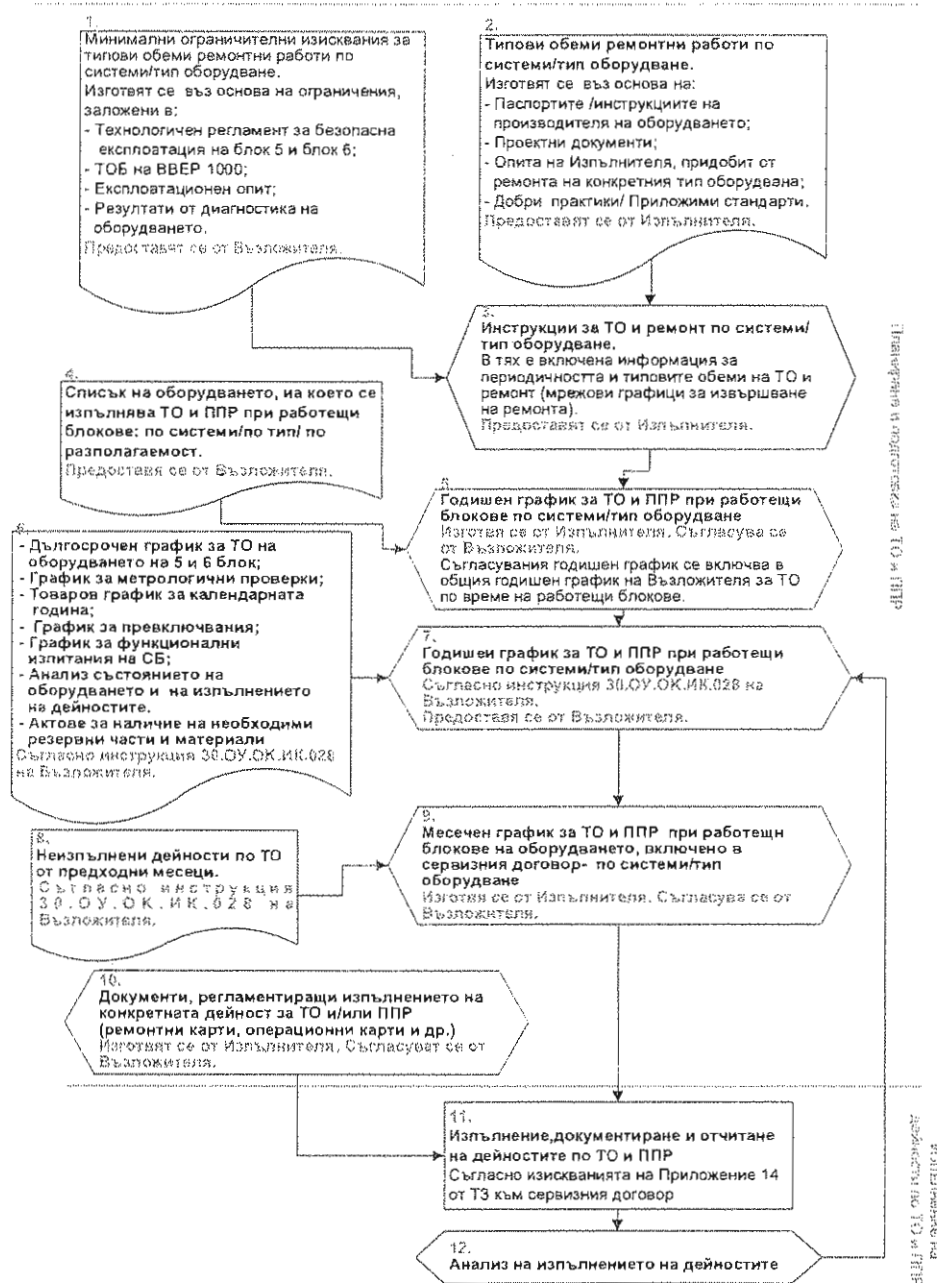 1.
Минимални ограничителни изисквания за
типови обеми ремонтни работи по
системи/тип оборудване.
Изготвят се въз основа на ограничения,
заложени в:
- Технологичен регламент за безопасна
експлоатация на блок 5 и блок 6;
- ТОБ на ВВЕР 1000;
- Експлоатационен опит;
- Резултати от диагностика на
оборудването.
Предоставят се от Възложителя.
2.
Типови обеми ремонтни работи по
системи/тип оборудване.
Изготвят се въз основа на:
- Паспортите /инструкциите на
производителя на оборудването;
- Проектни документи;
- Опита на Изпълнителя, придобит от
ремонта на конкретния тип оборудвана;
- Добри практики/ Приложими стандарти.
Предоставят се от Изпълнителя.
3.
Инструкции за ТО и ремонт по системи/
тип оборудване.
В тях е включена информация за
периодичността и типовите обеми на ТО и
ремонт (мрежови графици за извършване
на ремонта).
Предоставят се от Изпълнителя.
4.
Списък на оборудването, иа което се
изпълнява ТО и ППР при работещи
блокове: по системи/по тип/ по
разполагаемост.
Предоставя се от Възложителя.
5.
Годишен график за ТО и ППР при работещи
блокове по системи/тип оборудване
Изготвя се от Изпълнителя. Съгласува се
от Възложителя.
Съгласувания годишен график се включва в
общия годишен график на Възложителя за ТО
по време на работещи блокове.
6.
- Дългосрочен график за ТО на
оборудването на 5 и 6 блок;
- График за метрологични проверки;
- Товаров график за календарната
година;
- График за превключвания;
- График за функционални
изпитания на СБ;
- Анализ състоянието на
оборудването и на изпълнението
на дейностите.
- Актове за наличие на необходими
резервни части и материали
Съгласно инструкция 30.ОУ.ОК.ИК.028
на Възложителя.
7.
Годишеи график за ТО и ППР при работещи
блокове по системи/тип оборудване
Съгласно инструкция 30.ОУ.ОК.ИК.028 на
Възложителя.
Предоставя се от Възложителя.
8.
Неизпълнени дейности по ТО
от предходни месеци.
Съгласно инструкция
30.ОУ.ОК.ИК.028 на
Възложителя.
9.
Месечен график за ТО и ППР при работещн
блокове на оборудването, включено в
сервизния договор- по системи/тип
оборудване
Изготвя се от Изпълнителя. Съгласува се от
Възложителя.
10.
Документи, регламентиращи изпълнението на
конкретната дейност за ТО и/или ППР
(ремонтни карти, операционни карти и др.)
Изготвят се от Изпълнителя. Съгласуват се от
Възложителя.
11.
Изпълнение,документиране и отчитане
на дейностите по ТО и ППР
Съгласно изискванията на Приложение 14
от ТЗ към сервизния договор
12.
Анализ на изпълнението на дейностите
Планиране и подготовка на ТО и ППР
дейности по ТО и ППР